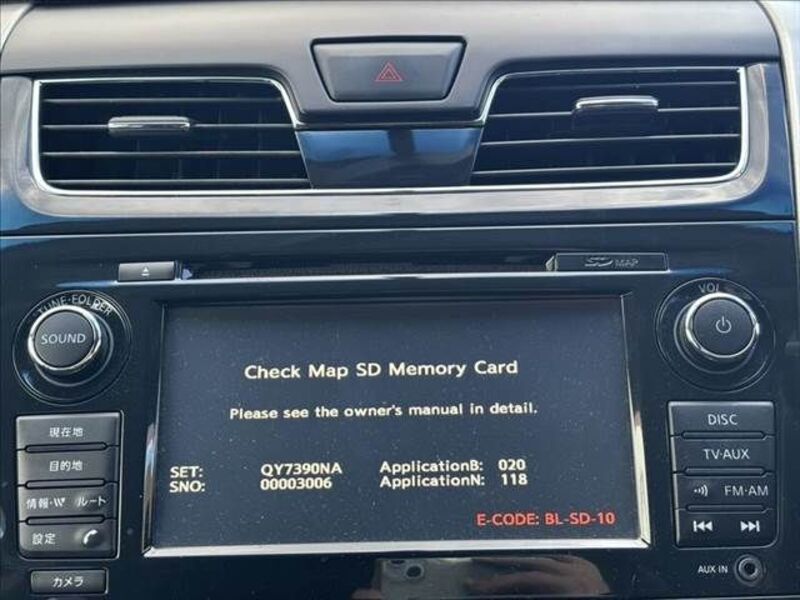 SD MAP
TUNE・FOLDER
SOUND
VOL
Check Map SD Memory Card
Please see the owner's manual in detail.
SET: QY7390NA ApplicationB: 020
SNO: 00003006 ApplicationN: 118
E-CODE: BL-SD-10
現在地
目的地
情報・W ルート
設定
カメラ
DISC
TV・AUX
FM・AM
AUX IN